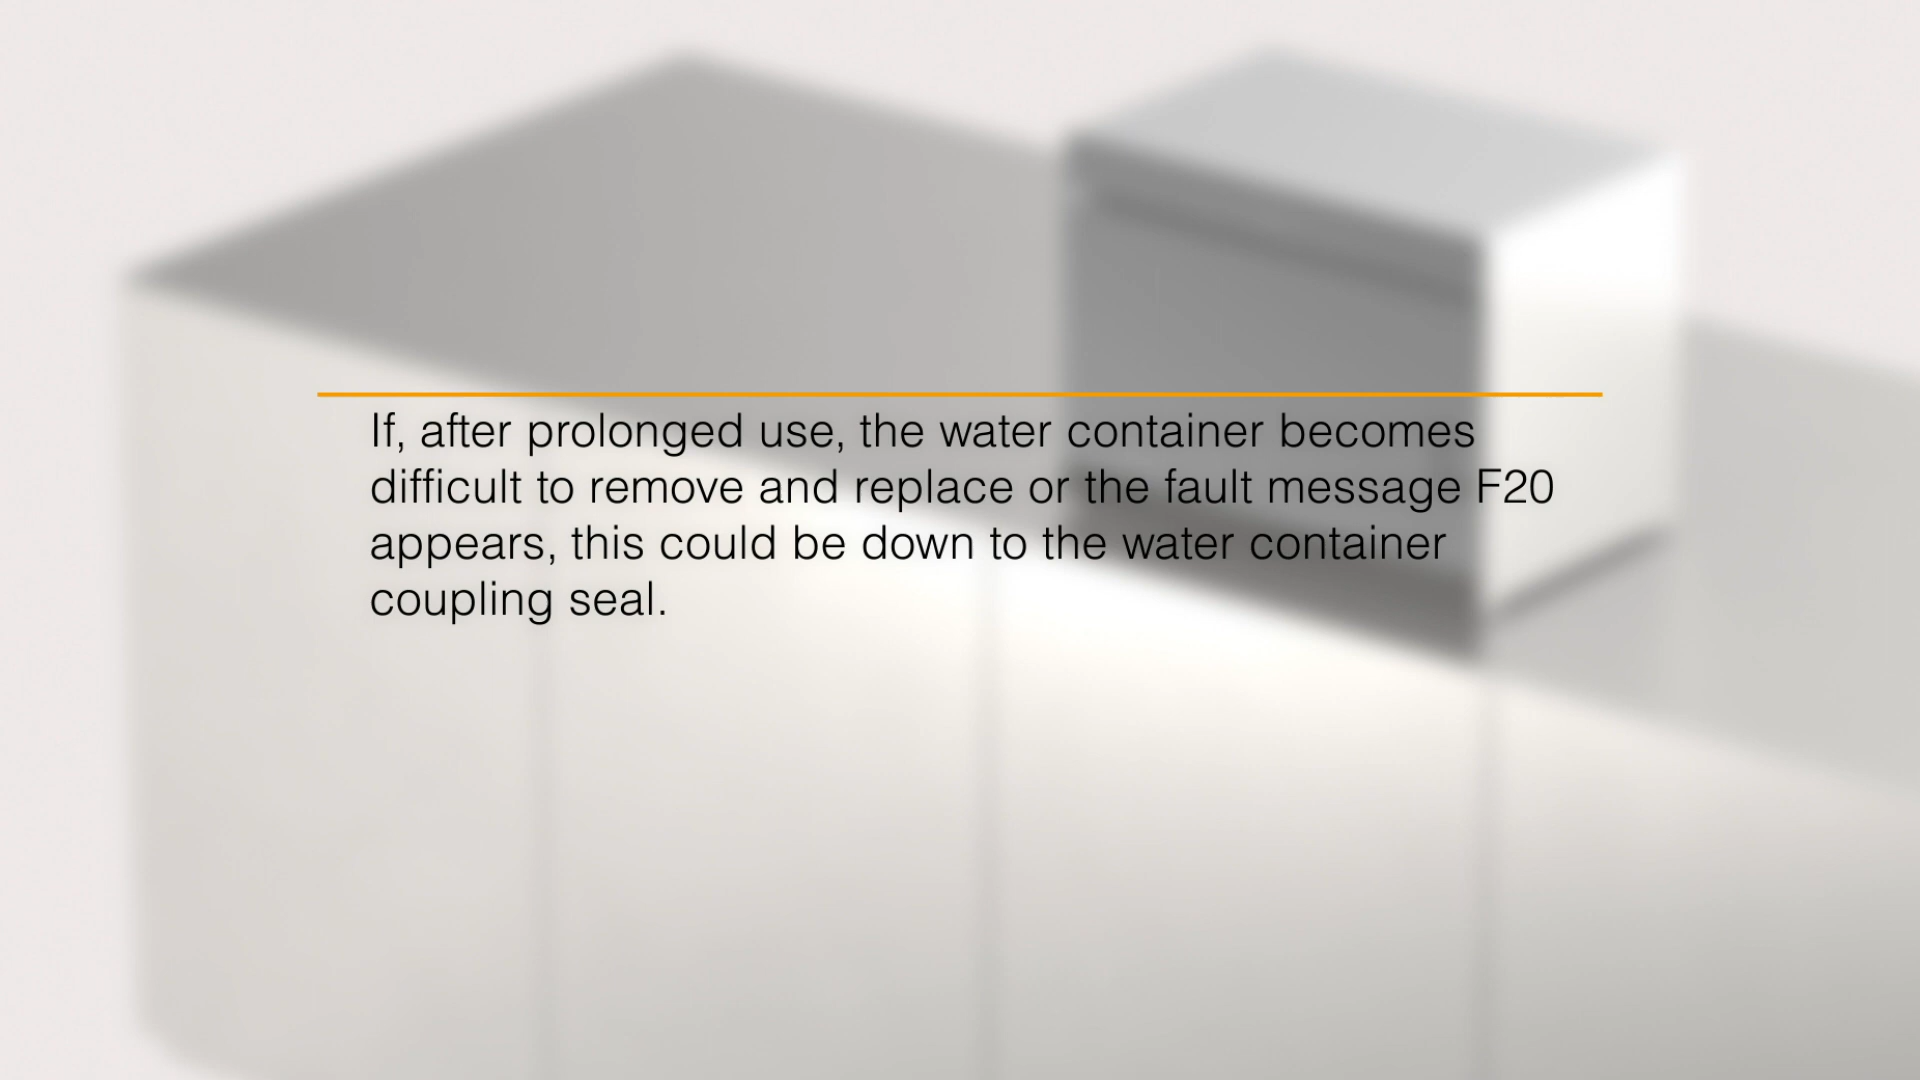 If, after prolonged use, the water container becomes
difficult to remove and replace or the fault message F20
appears, this could be down to the water container
coupling seal.